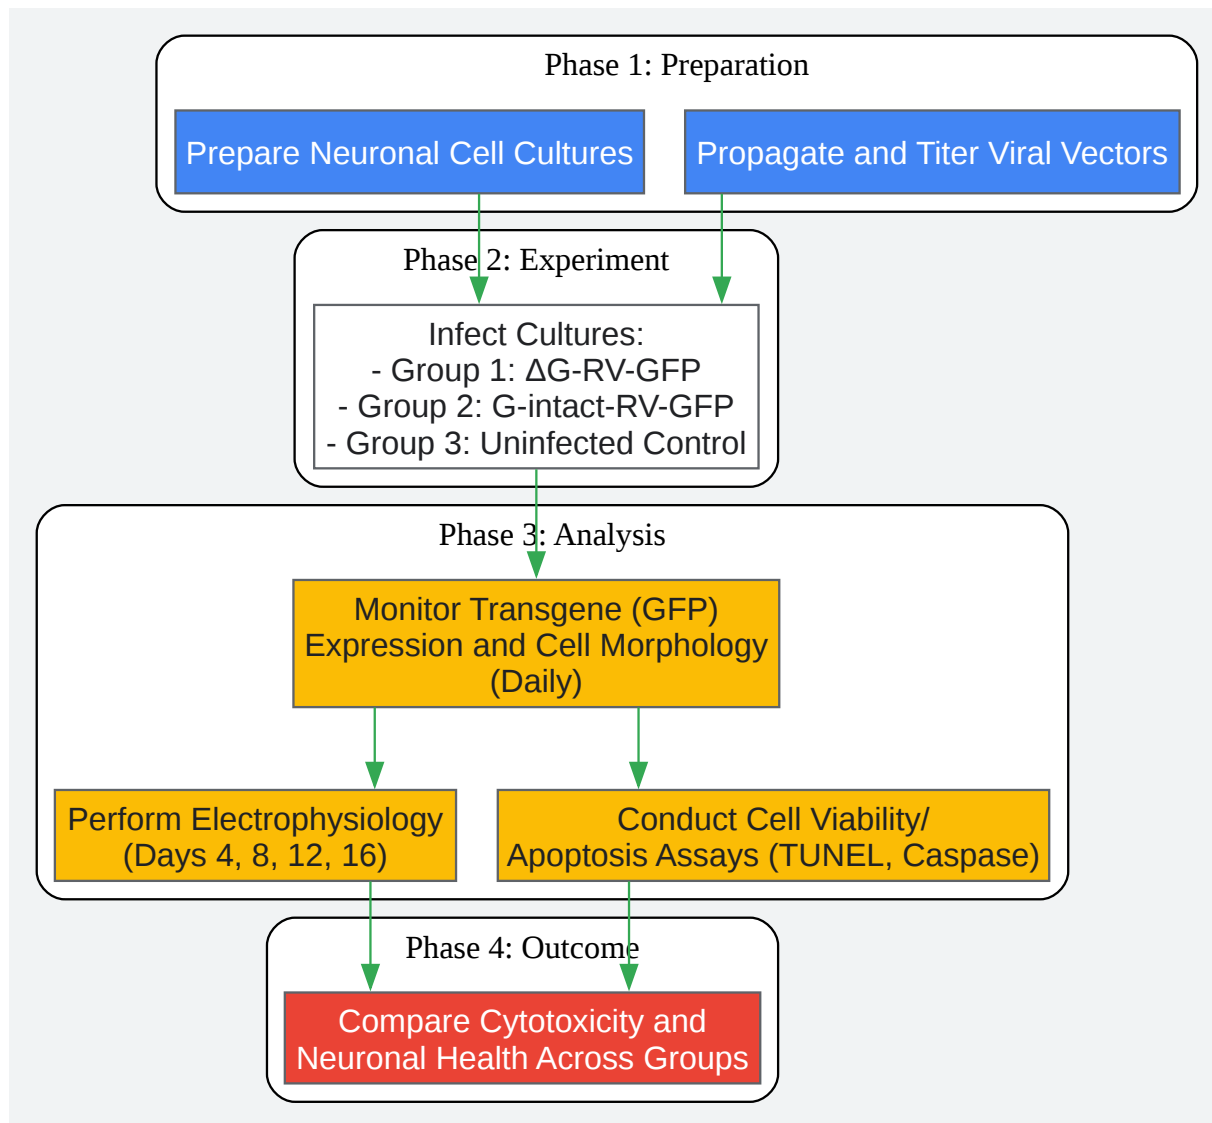 Phase 1: Preparation
Prepare Neuronal Cell Cultures
Propagate and Titer Viral Vectors
Phase 2: Experiment
Infect Cultures:
- Group 1: ΔG-RV-GFP
- Group 2: G-intact-RV-GFP
- Group 3: Uninfected Control
Phase 3: Analysis
Monitor Transgene (GFP)
Expression and Cell Morphology
(Daily)
Perform Electrophysiology
(Days 4, 8, 12, 16)
Conduct Cell Viability/
Apoptosis Assays (TUNEL, Caspase)
Phase 4: Outcome
Compare Cytotoxicity and
Neuronal Health Across Groups